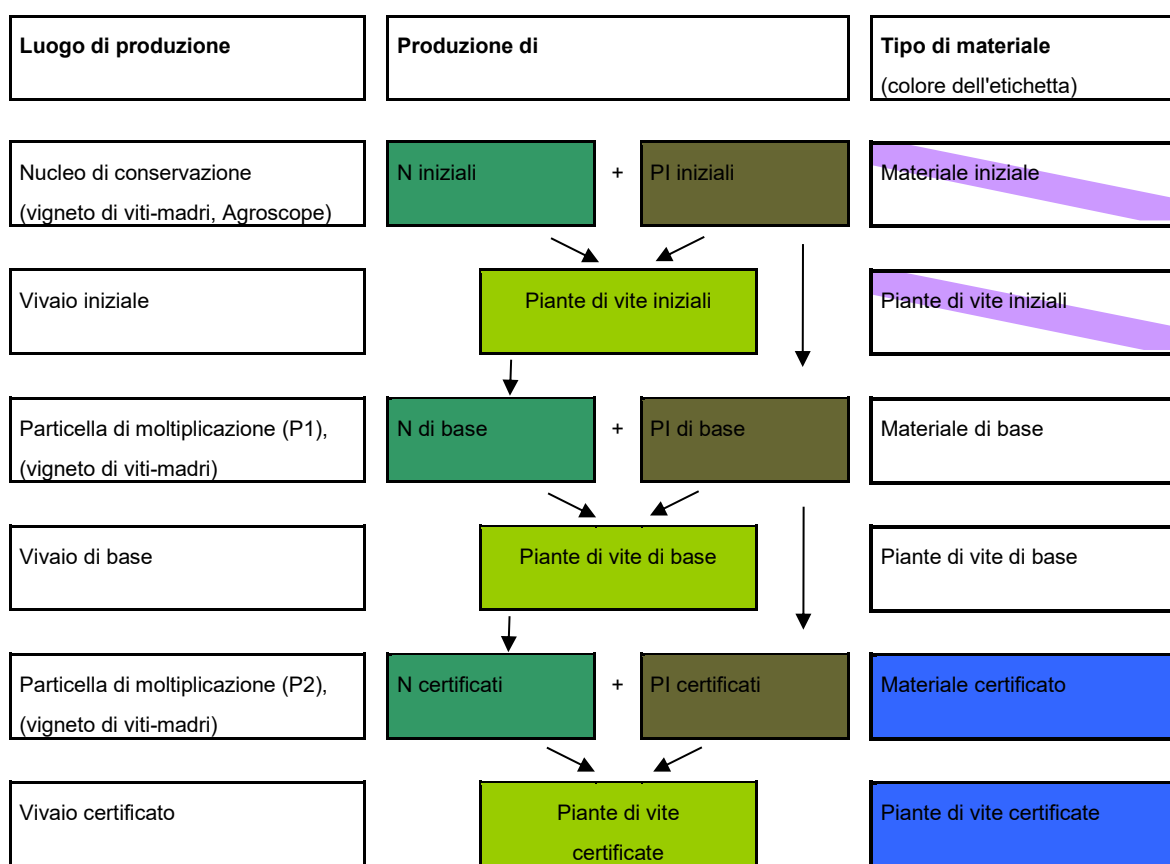 Luogo di produzione
Produzione di
Tipo di materiale
(colore dell'etichetta)
Nucleo di conservazione
(vigneto di viti-madri, Agroscope)
N iniziali
+
PI iniziali
Materiale iniziale
Vivaio iniziale
Piante di vite iniziali
Piante di vite iniziali
Particella di moltiplicazione (P1),
(vigneto di viti-madri)
N di base
+
PI di base
Materiale di base
Vivaio di base
Piante di vite di base
Piante di vite di base
Particella di moltiplicazione (P2),
(vigneto di viti-madri)
N certificati
+
PI certificati
Materiale certificato
Vivaio certificato
Piante di vite
certificate
Piante di vite certificate